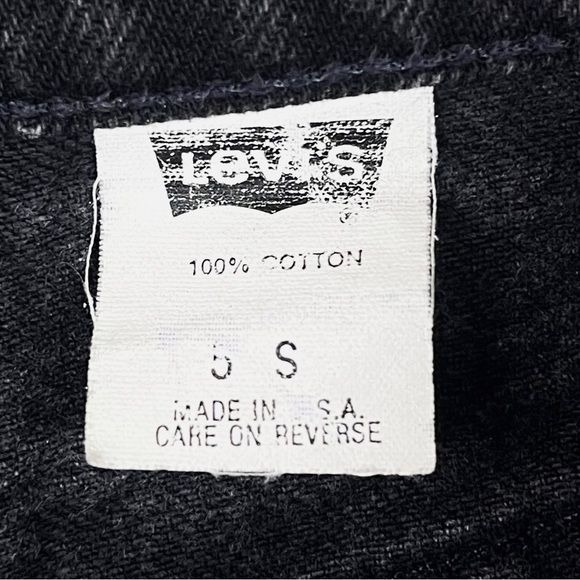 Levi's
®
100% COTTON
5 S
MADE IN S.A.
CARE ON REVERSE